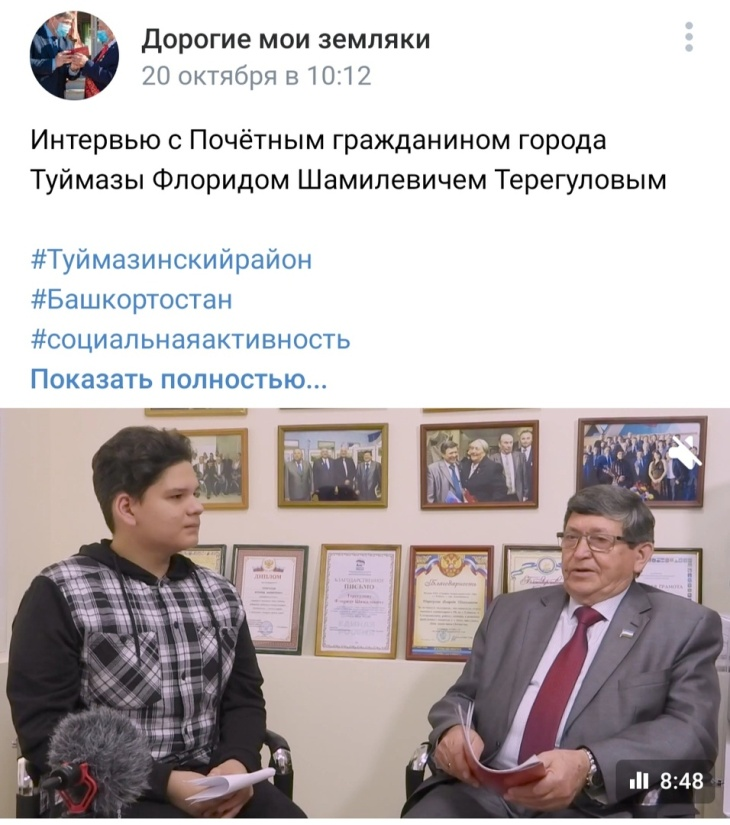 Дорогие мои земляки
20 октября в 10:12
Интервью с Почётным гражданином города
Туймазы Флоридом Шамилевичем Терегуловым
#Туймазинскийрайон
#Башкортостан
#социальнаяактивность
Показать полностью...
ДИПЛОМ
БЛАГОДАРСТВЕННОЕ
ПИСЬМО
Благодарность
8:48